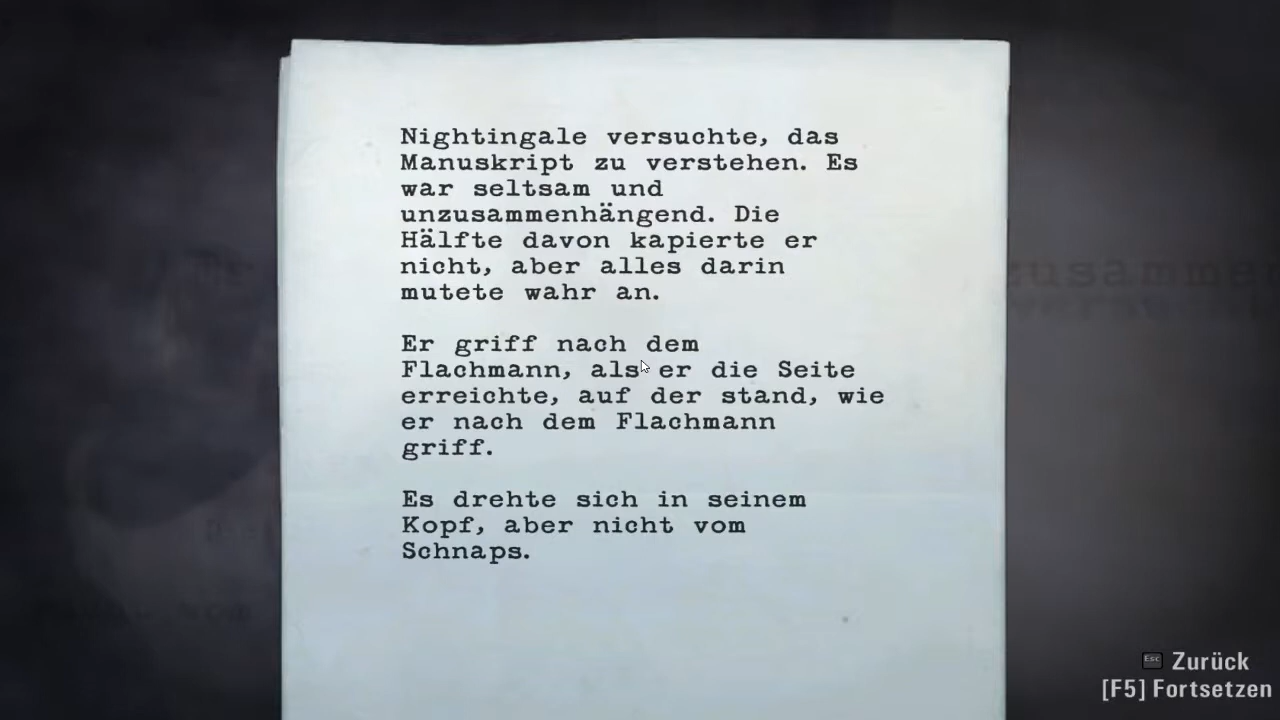 Nightingale versuchte, das
Manuskript zu verstehen. Es
war seltsam und
unzusammenhängend. Die
Hälfte davon kapierte er
nicht, aber alles darin
mutete wahr an.
Er griff nach dem
Flachmann, als er die Seite
erreichte, auf der stand, wie
er nach dem Flachmann
griff.
Es drehte sich in seinem
Kopf, aber nicht vom
Schnaps.
Esc Zurück
[F5] Fortsetzen